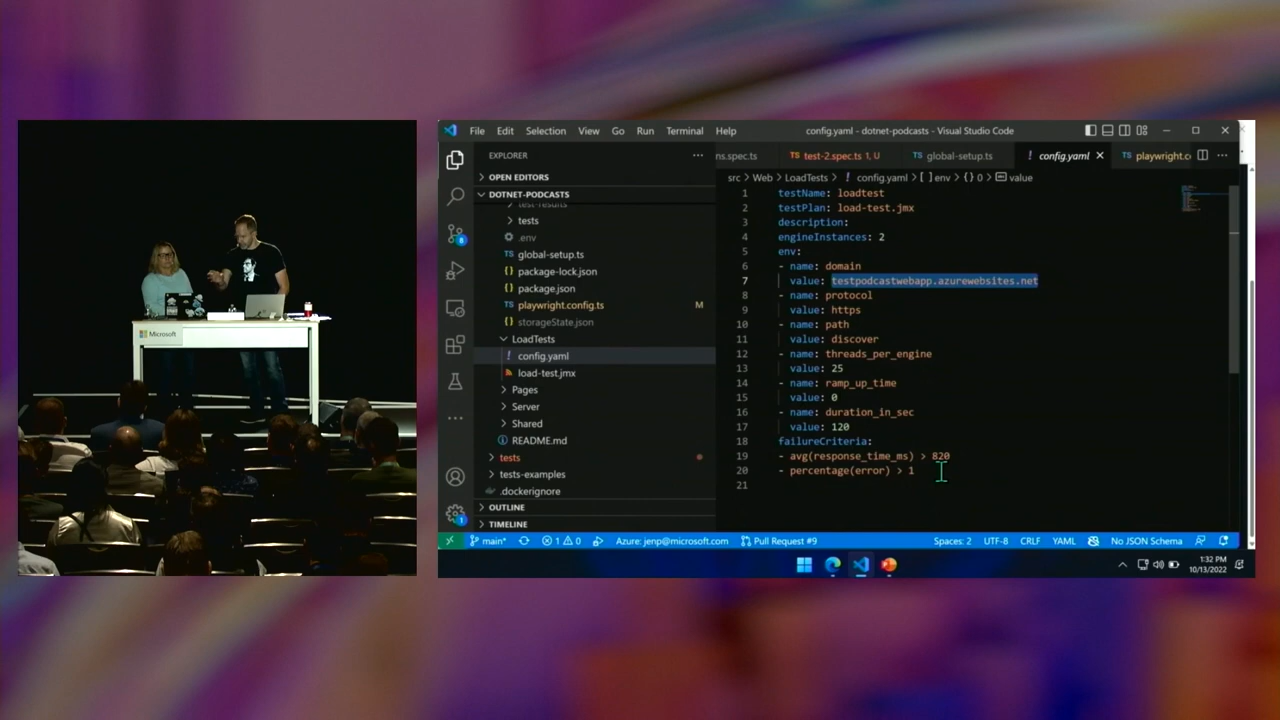 Microsoft
File Edit Selection View Go Run Terminal Help
config.yaml - dotnet-podcasts - Visual Studio Code
EXPLORER
ns.spec.ts
test-2.spec.ts 1, U
global-setup.ts
config.yaml
playwright.co
OPEN EDITORS
DOTNET-PODCASTS
test-results
tests
.env
global-setup.ts
package-lock.json
package.json
playwright.config.ts M
storageState.json
LoadTests
config.yaml
load-test.jmx
Pages
Server
Shared
README.md
tests
tests-examples
.dockerignore
OUTLINE
TIMELINE
src > Web > LoadTests > ! config.yaml > [ ] env > {} 0 > value
1 testName: loadtest
2 testPlan: load-test.jmx
3 description:
4 engineInstances: 2
5 env:
6 - name: domain
7 value: testpodcastwebapp.azurewebsites.net
8 - name: protocol
9 value: https
10 - name: path
11 value: discover
12 - name: threads_per_engine
13 value: 25
14 - name: ramp_up_time
15 value: 0
16 - name: duration_in_sec
17 value: 120
18 failureCriteria:
19 - avg(response_time_ms) > 820
20 - percentage(error) > 1
21
main* 1 0 Azure: jenp@microsoft.com Pull Request #9 Spaces: 2 UTF-8 CRLF YAML No JSON Schema
1:32 PM
10/13/2022